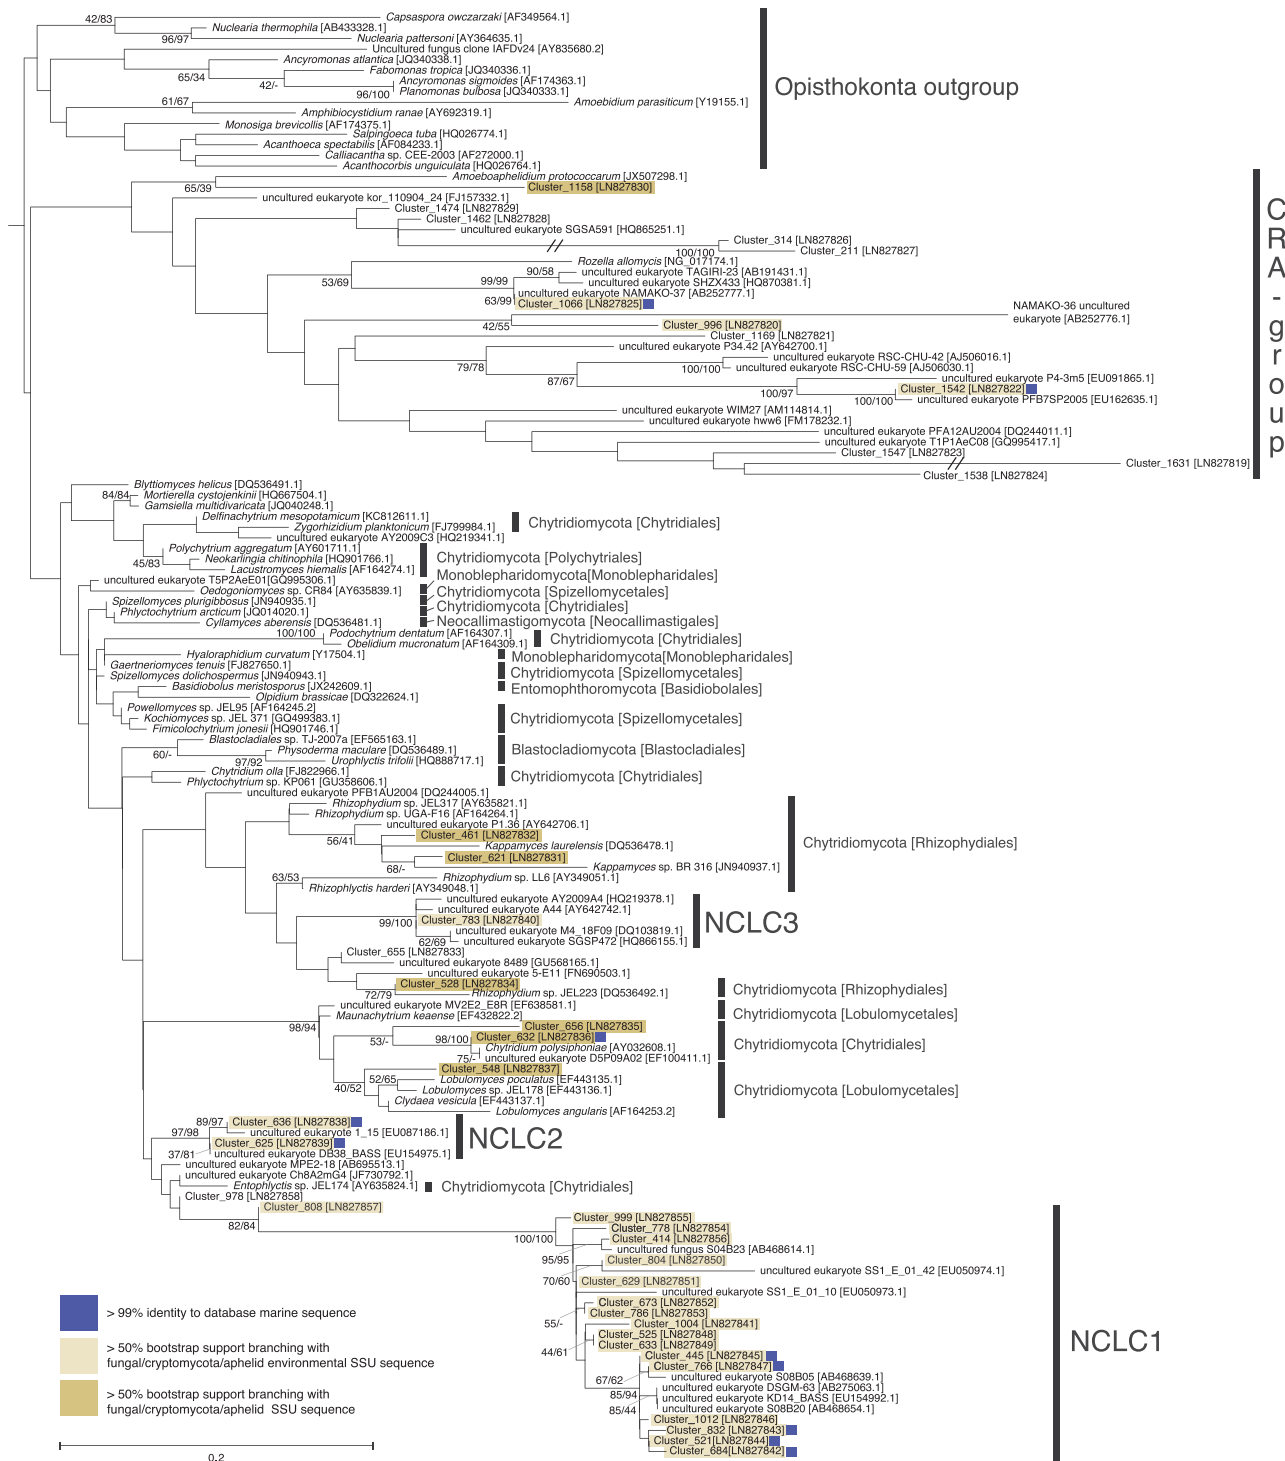 42/83
Capsaspora owczarzaki [AF349564.1]
Nuclearia thermophila [AB433328.1]
96/97
Nuclearia pattersoni [AY364635.1]
Uncultured fungus clone IAFDv24 [AY835680.2]
Ancyromonas atlantica [JQ340338.1]
65/34
Fabomonas tropica [JQ340336.1]
42/-
Ancyromonas sigmoides [AF174363.1]
96/100
Planomonas bulbosa [JQ340333.1]
61/67
Amoebidium parasiticum [Y19155.1]
Amphibiocystidium ranae [AY692319.1]
Monosiga brevicollis [AF174375.1]
Salpingoeca tuba [HQ026774.1]
Acanthoeca spectabilis [AF084233.1]
Calliacantha sp. CEE-2003 [AF272000.1]
Acanthocorbis unguiculata [HQ026764.1]
Opisthokonta outgroup
Amoeboaphelidium protococcarum [JX507298.1]
65/39
Cluster_1158 [LN827830]
uncultured eukaryote kor_110904_24 [FJ157332.1]
Cluster_1474 [LN827829]
Cluster_1462 [LN827828]
uncultured eukaryote SGSA591 [HQ865251.1]
Cluster_314 [LN827826]
100/100
Cluster_211 [LN827827]
Rozella allomycis [NG_017174.1]
53/69
90/58
uncultured eukaryote TAGIRI-23 [AB191431.1]
99/99
uncultured eukaryote SHZX433 [HQ870381.1]
uncultured eukaryote NAMAKO-37 [AB252777.1]
63/99
Cluster_1066 [LN827825]
NAMAKO-36 uncultured
eukaryote [AB252776.1]
42/55
Cluster_996 [LN827820]
Cluster_1169 [LN827821]
uncultured eukaryote P34.42 [AY642700.1]
79/78
uncultured eukaryote RSC-CHU-42 [AJ506016.1]
100/100
uncultured eukaryote RSC-CHU-59 [AJ506030.1]
87/67
uncultured eukaryote P4-3m5 [EU091865.1]
100/97
Cluster_1542 [LN827822]
100/100
uncultured eukaryote PFB7SP2005 [EU162635.1]
uncultured eukaryote WIM27 [AM114814.1]
uncultured eukaryote hww6 [FM178232.1]
uncultured eukaryote PFA12AU2004 [DQ244011.1]
uncultured eukaryote T1P1AeC08 [GQ995417.1]
Cluster_1547 [LN827823]
Cluster_1631 [LN827819]
Cluster_1538 [LN827824]
CRA-group
Blyttiomyces helicus [DQ536491.1]
84/84
Mortierella cystojenkinii [HQ667504.1]
Gamsiella multidivaricata [JQ040248.1]
Delfinachytrium mesopotamicum [KC812611.1]
Zygorhizidium planktonicum [FJ799984.1]
uncultured eukaryote AY2009C3 [HQ219341.1]
Chytridiomycota [Chytridiales]
Polychytrium aggregatum [AY601711.1]
45/83
Neokarlingia chitinophila [HQ901766.1]
Lacustromyces hiemalis [AF164274.1]
Chytridiomycota [Polychytriales]
uncultured eukaryote T5P2AeE01[GQ995306.1]
Monoblepharidomycota[Monoblepharidales]
Oedogoniomyces sp. CR84 [AY635839.1]
Chytridiomycota [Spizellomycetales]
Spizellomyces plurigibbosus [JN940935.1]
Chytridiomycota [Chytridiales]
Phlyctochytrium arcticum [JQ014020.1]
Cyllamyces aberensis [DQ536481.1]
Neocallimastigomycota [Neocallimastigales]
100/100
Podochytrium dentatum [AF164307.1]
Obelidium mucronatum [AF164309.1]
Chytridiomycota [Chytridiales]
Hyaloraphidium curvatum [Y17504.1]
Monoblepharidomycota[Monoblepharidales]
Gaertneriomyces tenuis [FJ827650.1]
Spizellomyces dolichospermus [JN940943.1]
Chytridiomycota [Spizellomycetales]
Basidiobolus meristosporus [JX242609.1]
Entomophthoromycota [Basidiobolales]
Olpidium brassicae [DQ322624.1]
Powellomyces sp. JEL95 [AF164245.2]
Kochiomyces sp. JEL 371 [GQ499383.1]
Fimicolochytrium jonesii [HQ901746.1]
Chytridiomycota [Spizellomycetales]
Blastocladiales sp. TJ-2007a [EF565163.1]
60/-
Physoderma maculare [DQ536489.1]
97/92
Urophlyctis trifolii [HQ888717.1]
Blastocladiomycota [Blastocladiales]
Chytridium olla [FJ822966.1]
Phlyctochytrium sp. KP061 [GU358606.1]
Chytridiomycota [Chytridiales]
uncultured eukaryote PFB1AU2004 [DQ244005.1]
Rhizophydium sp. JEL317 [AY635821.1]
Rhizophydium sp. UGA-F16 [AF164264.1]
uncultured eukaryote P1.36 [AY642706.1]
56/41
Cluster_461 [LN827832]
Kappamyces laurelensis [DQ536478.1]
Cluster_621 [LN827831]
68/-
Kappamyces sp. BR 316 [JN940937.1]
63/53
Rhizophydium sp. LL6 [AY349051.1]
Rhizophlyctis harderi [AY349048.1]
Chytridiomycota [Rhizophydiales]
uncultured eukaryote AY2009A4 [HQ219378.1]
uncultured eukaryote A44 [AY642742.1]
99/100
Cluster_783 [LN827840]
uncultured eukaryote M4_18F09 [DQ103819.1]
62/69
uncultured eukaryote SGSP472 [HQ866155.1]
NCLC3
Cluster_655 [LN827833]
uncultured eukaryote 8489 [GU568165.1]
uncultured eukaryote 5-E11 [FN690503.1]
Cluster_528 [LN827834]
72/79
Rhizophydium sp. JEL223 [DQ536492.1]
Chytridiomycota [Rhizophydiales]
uncultured eukaryote MV2E2_E8R [EF638581.1]
Maunachytrium keaense [EF432822.2]
Chytridiomycota [Lobulomycetales]
98/94
Cluster_656 [LN827835]
53/-
98/100
Cluster_632 [LN827836]
Chytridium polysiphoniae [AY032608.1]
75/-
uncultured eukaryote D5P09A02 [EF100411.1]
Chytridiomycota [Chytridiales]
Cluster_548 [LN827837]
52/65
Lobulomyces poculatus [EF443135.1]
40/52
Lobulomyces sp. JEL178 [EF443136.1]
Clydaea vesicula [EF443137.1]
Lobulomyces angularis [AF164253.2]
Chytridiomycota [Lobulomycetales]
89/97
Cluster_636 [LN827838]
97/98
uncultured eukaryote 1_15 [EU087186.1]
Cluster_625 [LN827839]
37/81
uncultured eukaryote DB38_BASS [EU154975.1]
NCLC2
uncultured eukaryote MPE2-18 [AB695513.1]
uncultured eukaryote Ch8A2mG4 [JF730792.1]
Entophlyctis sp. JEL174 [AY635824.1]
Chytridiomycota [Chytridiales]
Cluster_978 [LN827858]
Cluster_808 [LN827857]
82/84
Cluster_999 [LN827855]
100/100
Cluster_778 [LN827854]
Cluster_414 [LN827856]
95/95
uncultured fungus S04B23 [AB468614.1]
Cluster_804 [LN827850]
70/60
uncultured eukaryote SS1_E_01_42 [EU050974.1]
Cluster_629 [LN827851]
uncultured eukaryote SS1_E_01_10 [EU050973.1]
Cluster_673 [LN827852]
Cluster_786 [LN827853]
55/-
Cluster_1004 [LN827841]
Cluster_525 [LN827848]
Cluster_633 [LN827849]
44/61
Cluster_445 [LN827845]
Cluster_766 [LN827847]
67/62
uncultured eukaryote S08B05 [AB468639.1]
uncultured eukaryote DSGM-63 [AB275063.1]
85/94
uncultured eukaryote KD14_BASS [EU154992.1]
85/44
uncultured eukaryote S08B20 [AB468654.1]
Cluster_1012 [LN827846]
Cluster_832 [LN827843]
Cluster_521[LN827844]
Cluster_684[LN827842]
NCLC1
> 99% identity to database marine sequence
> 50% bootstrap support branching with
fungal/cryptomycota/aphelid environmental SSU sequence
> 50% bootstrap support branching with
fungal/cryptomycota/aphelid SSU sequence
0.2